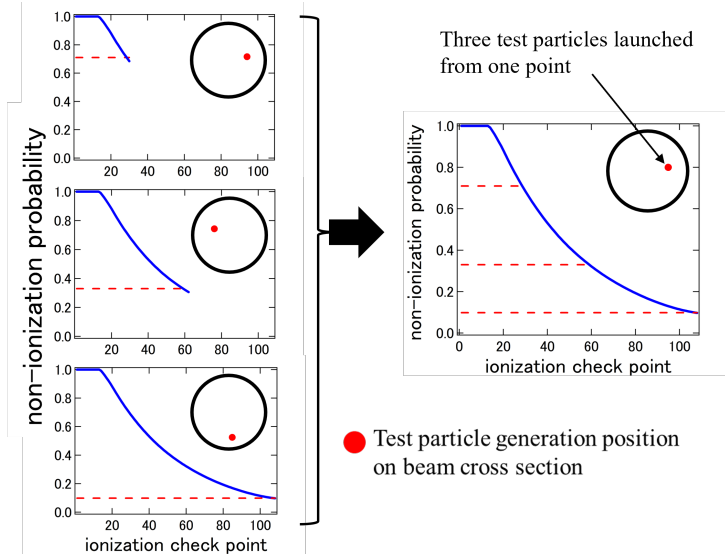 non-ionization probability
1.0
0.8
0.6
0.4
0.2
0.0
20 40 60 80 100
1.0
0.8
0.6
0.4
0.2
0.0
20 40 60 80 100
1.0
0.8
0.6
0.4
0.2
0.0
20 40 60 80 100
ionization check point
Three test particles launched
from one point
non-ionization probability
1.0
0.8
0.6
0.4
0.2
0.0
0 20 40 60 80 100
ionization check point
Test particle generation position
on beam cross section